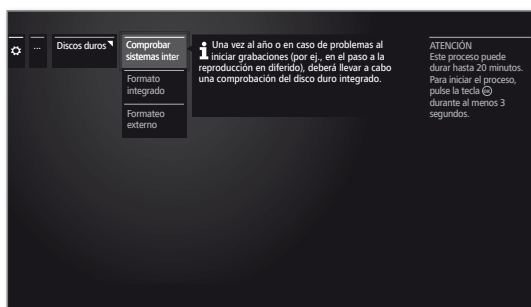 ... Discos duros
Comprobar
sistemas inter
Formato
integrado
Formateo
externo
i Una vez al año o en caso de problemas al
iniciar grabaciones (por ej., en el paso a la
reproducción en diferido), deberá llevar a cabo
una comprobación del disco duro integrado.
ATENCIÓN
Este proceso puede
durar hasta 20 minutos.
Para iniciar el proceso,
pulse la tecla OK
durante al menos 3
segundos.